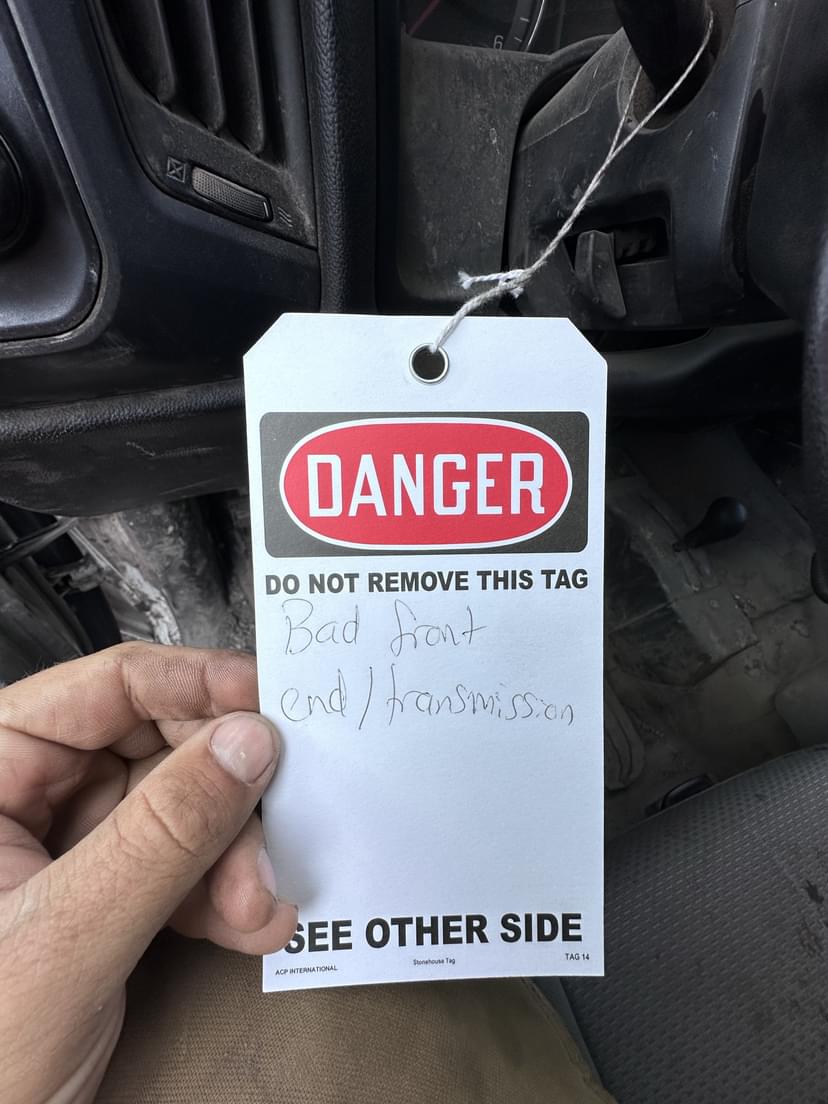 6
DANGER
DO NOT REMOVE THIS TAG
Bad front
end/transmission
SEE OTHER SIDE
ACP INTERNATIONAL
Stonehouse Tag
TAG 14